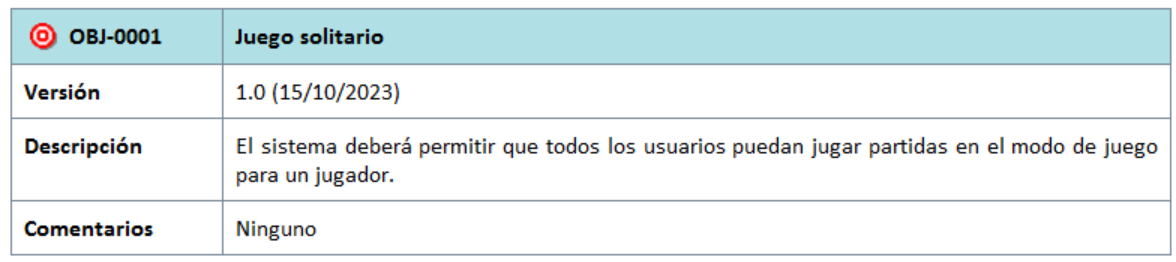 OBJ-0001 Juego solitario
Versión 1.0 (15/10/2023)
Descripción El sistema deberá permitir que todos los usuarios puedan jugar partidas en el modo de juego
para un jugador.
Comentarios Ninguno